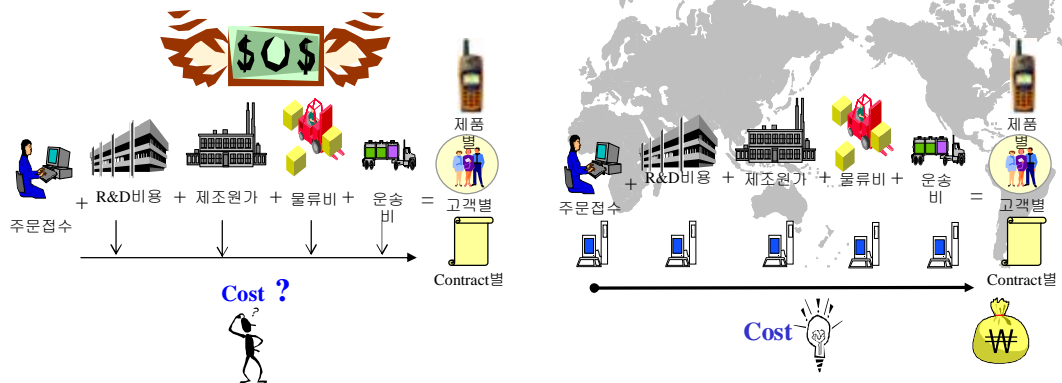 $ O $
제품
별
주문접수
+
R&D비용
+
제조원가
+
물류비
+
운송
비
=
고객별
Contract별
Cost ?
?
제품
별
주문접수
+
R&D비용
+
제조원가
+
물류비
+
운송
비
=
고객별
Contract별
Cost
₩